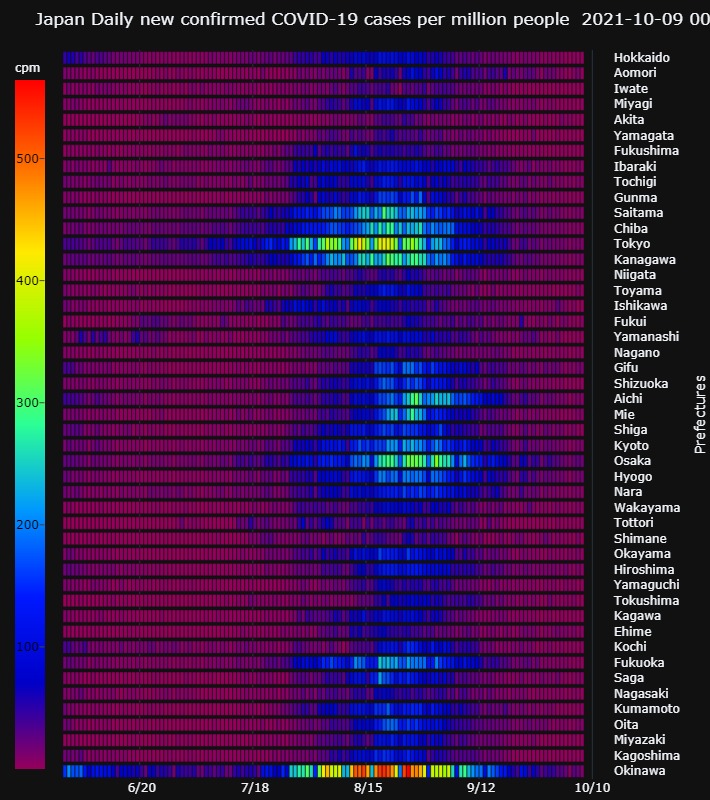 Japan Daily new confirmed COVID-19 cases per million people 2021-10-09 00
cpm
500
400
300
200
100
Hokkaido
Aomori
Iwate
Miyagi
Akita
Yamagata
Fukushima
Ibaraki
Tochigi
Gunma
Saitama
Chiba
Tokyo
Kanagawa
Niigata
Toyama
Ishikawa
Fukui
Yamanashi
Nagano
Gifu
Shizuoka
Aichi
Mie
Shiga
Kyoto
Osaka
Hyogo
Nara
Wakayama
Tottori
Shimane
Okayama
Hiroshima
Yamaguchi
Tokushima
Kagawa
Ehime
Kochi
Fukuoka
Saga
Nagasaki
Kumamoto
Oita
Miyazaki
Kagoshima
Okinawa
Prefectures
6/20
7/18
8/15
9/12
10/10